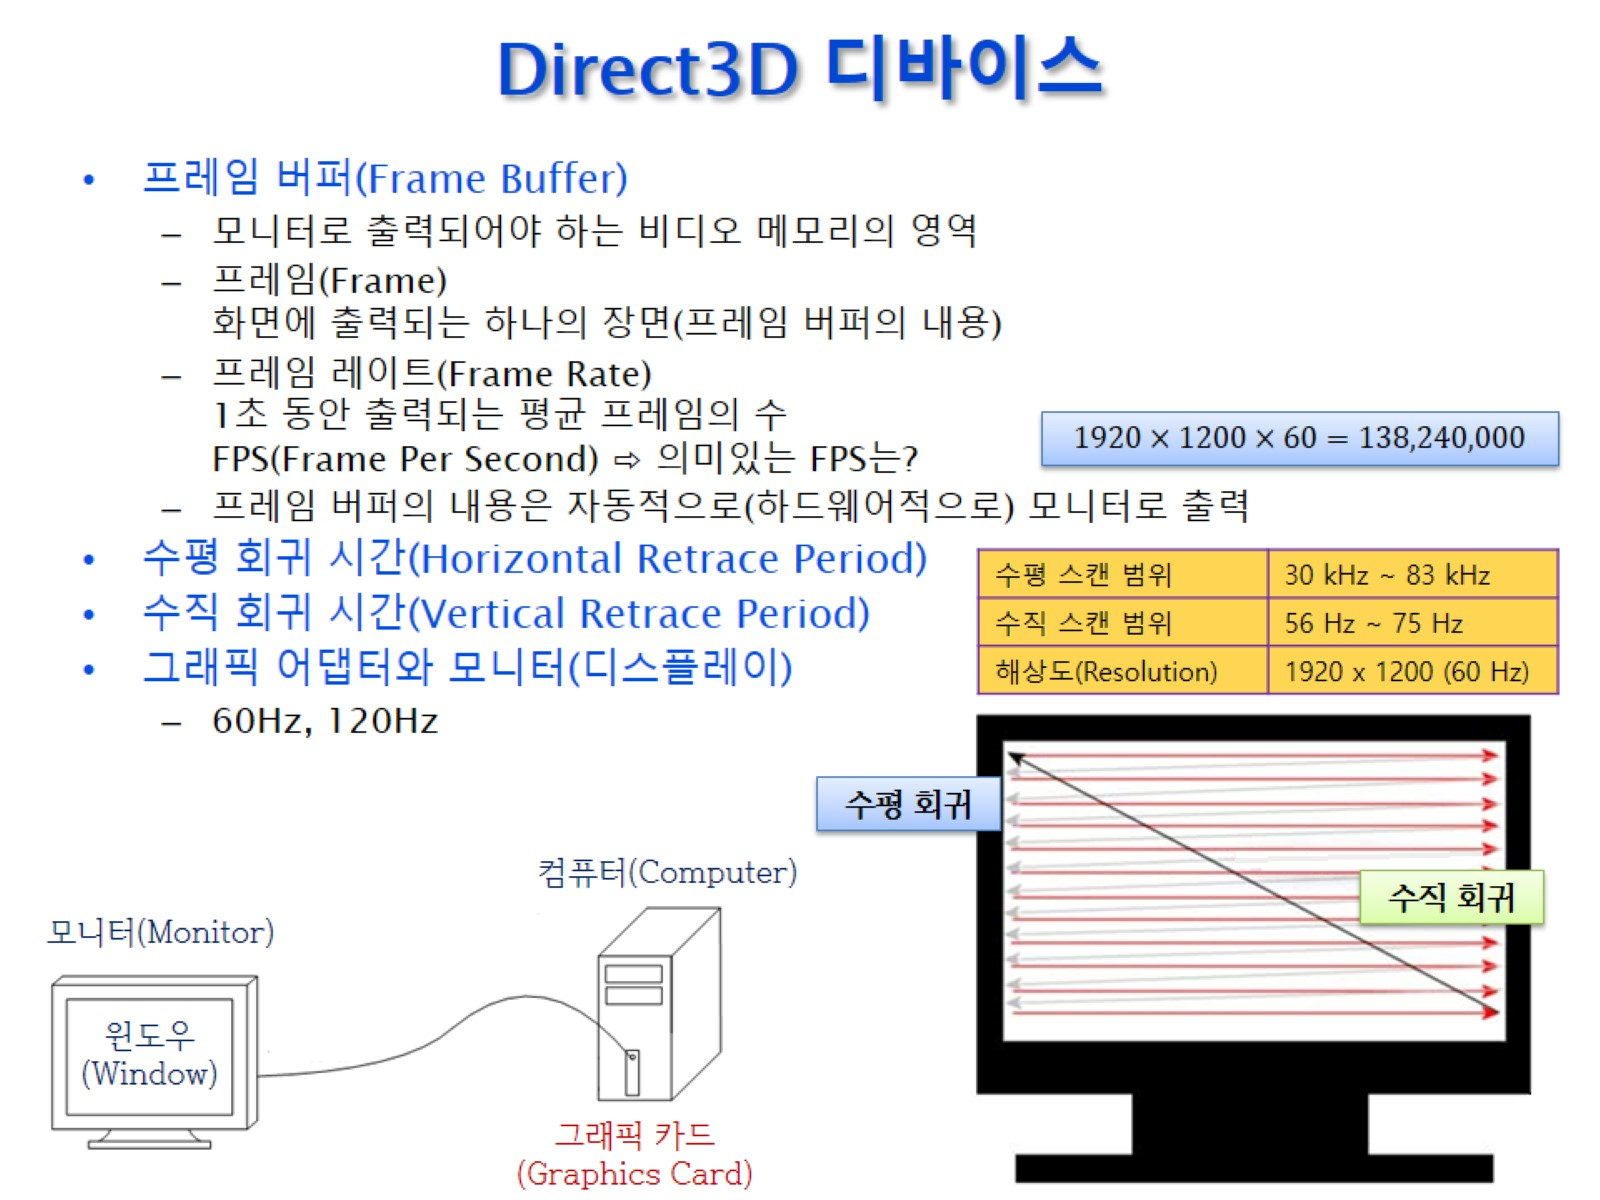 Direct3D 디바이스
• 프레임 버퍼(Frame Buffer)
– 모니터로 출력되어야 하는 비디오 메모리의 영역
– 프레임(Frame)
화면에 출력되는 하나의 장면(프레임 버퍼의 내용)
– 프레임 레이트(Frame Rate)
1초 동안 출력되는 평균 프레임의 수
FPS(Frame Per Second) ⇨ 의미있는 FPS는?
1920 × 1200 × 60 = 138,240,000
– 프레임 버퍼의 내용은 자동적으로(하드웨어적으로) 모니터로 출력
• 수평 회귀 시간(Horizontal Retrace Period)
• 수직 회귀 시간(Vertical Retrace Period)
• 그래픽 어댑터와 모니터(디스플레이)
– 60Hz, 120Hz
수평 스캔 범위 30 kHz ~ 83 kHz
수직 스캔 범위 56 Hz ~ 75 Hz
해상도(Resolution) 1920 x 1200 (60 Hz)
수평 회귀
수직 회귀
컴퓨터(Computer)
모니터(Monitor)
윈도우
(Window)
그래픽 카드
(Graphics Card)